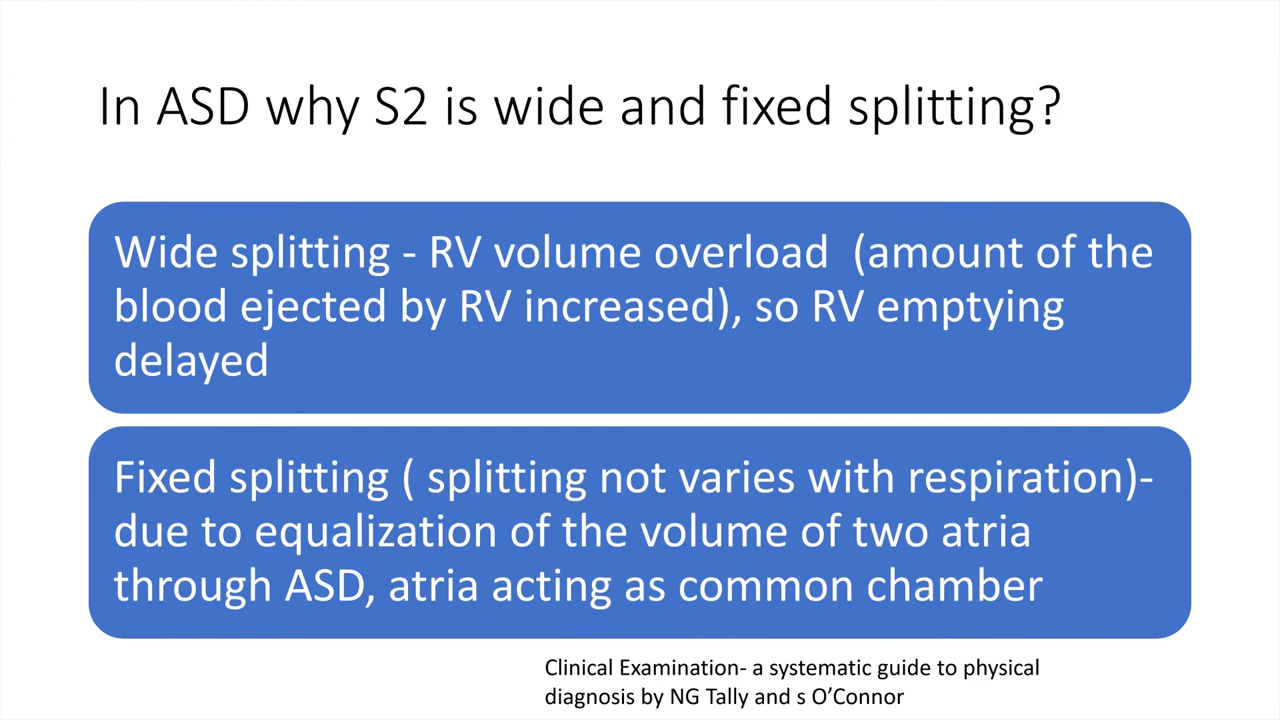 In ASD why S2 is wide and fixed splitting?
Wide splitting - RV volume overload  (amount of the
blood ejected by RV increased), so RV emptying
delayed
Fixed splitting ( splitting not varies with respiration)-
due to equalization of the volume of two atria
through ASD, atria acting as common chamber
Clinical Examination- a systematic guide to physical
diagnosis by NG Tally and s O’Connor